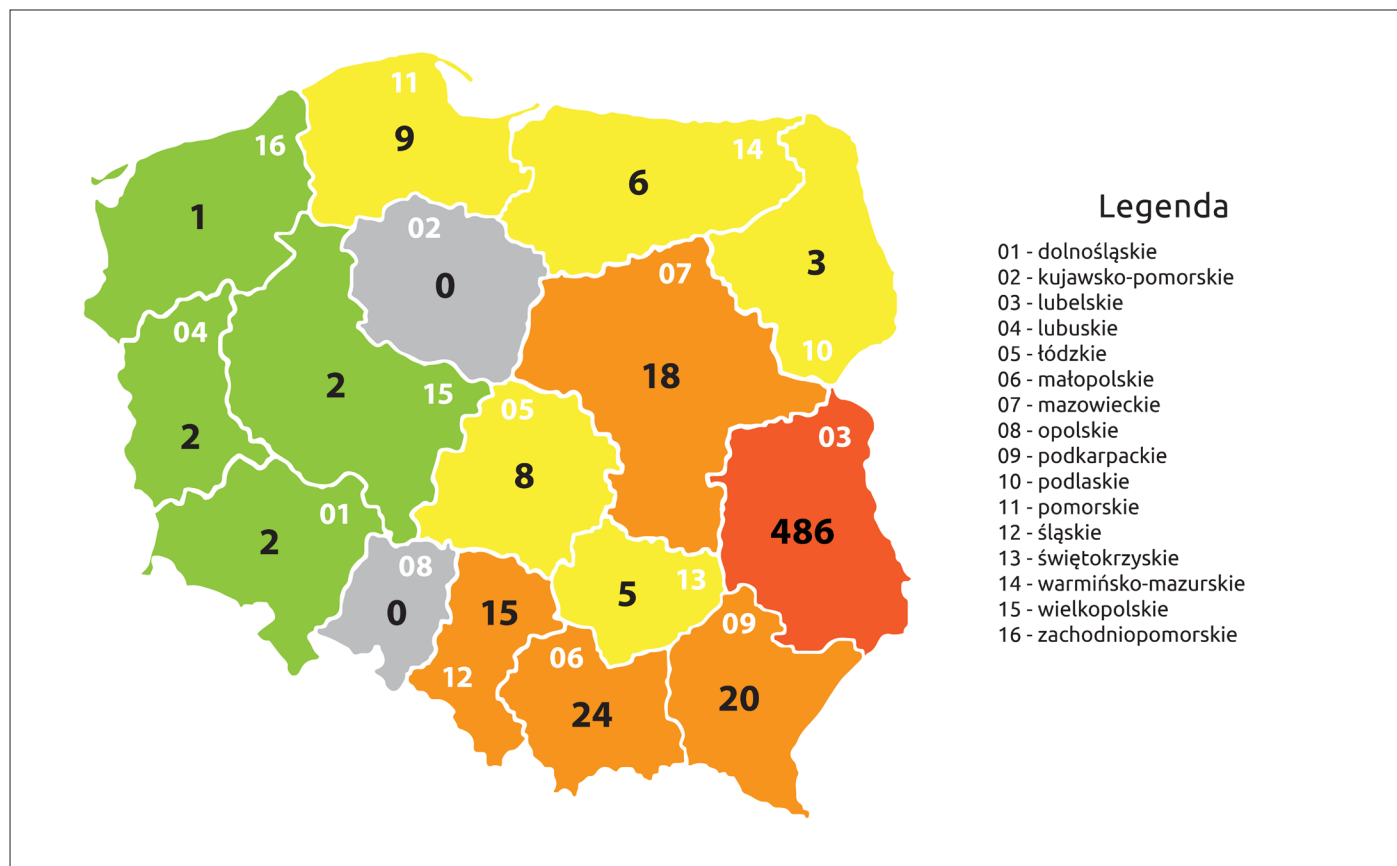 11
9
16
14
6
1
02
07
3
0
04
10
18
2
15
05
03
2
8
01
486
2
08
13
15
5
0
09
06
12
20
24
Legenda
01 - dolnośląskie
02 - kujawsko-pomorskie
03 - lubelskie
04 - lubuskie
05 - łódzkie
06 - małopolskie
07 - mazowieckie
08 - opolskie
09 - podkarpackie
10 - podlaskie
11 - pomorskie
12 - śląskie
13 - świętokrzyskie
14 - warmińsko-mazurskie
15 - wielkopolskie
16 - zachodniopomorskie